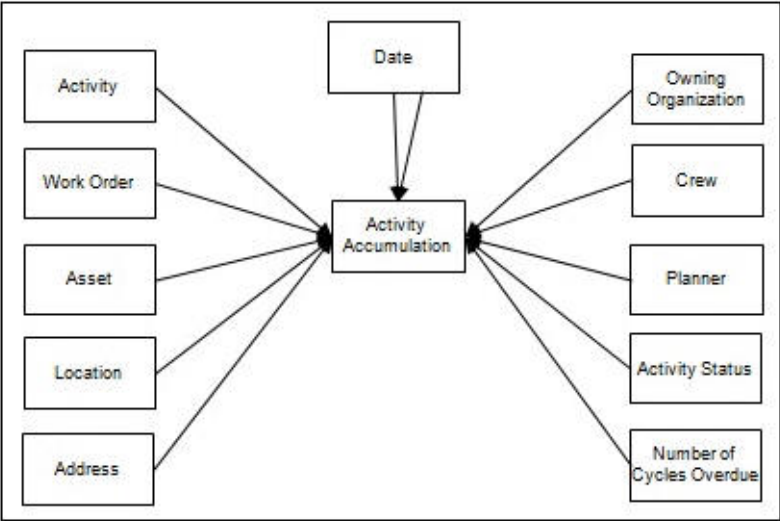 Date
Activity
Owning
Organization
Work Order
Crew
Activity
Accumulation
Asset
Planner
Location
Activity Status
Address
Number of
Cycles Overdue